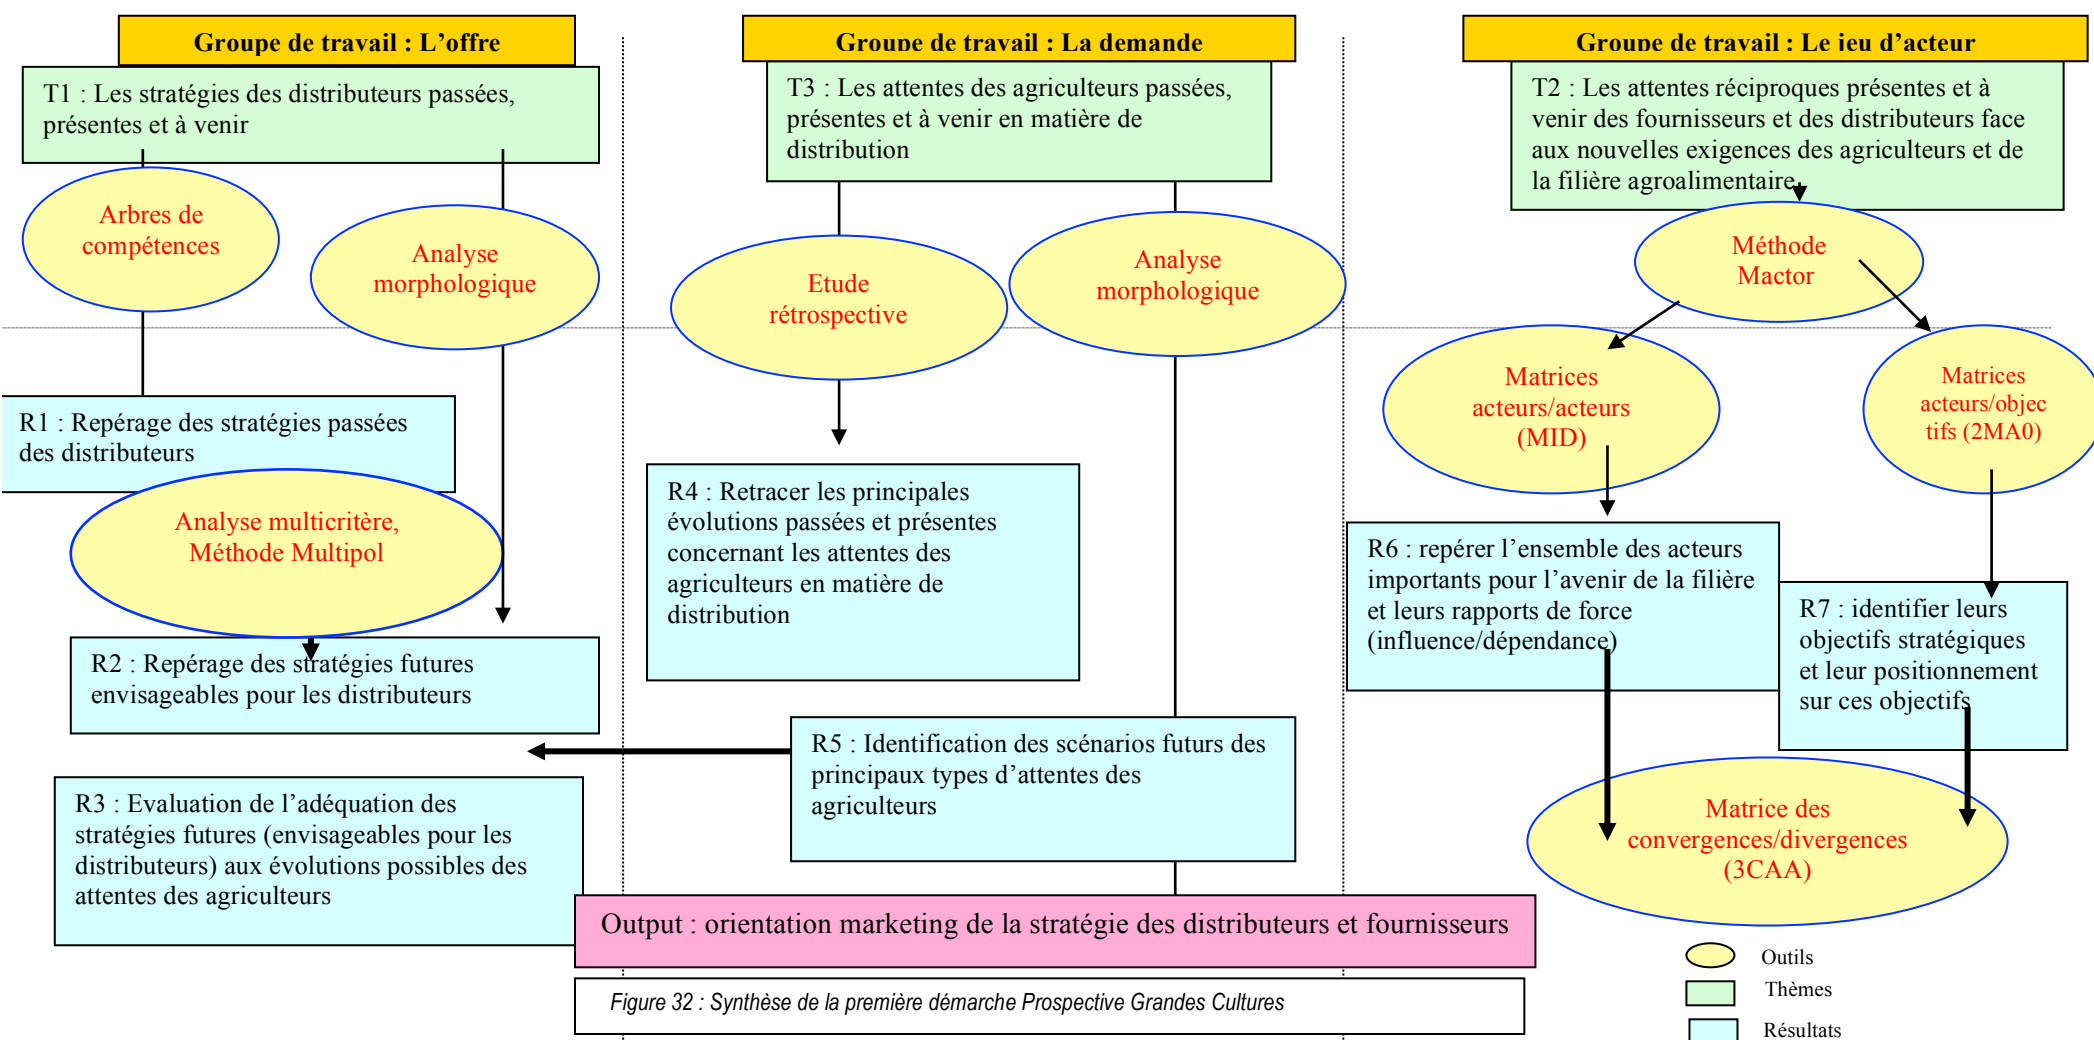 Groupe de travail : L’offre
T1 : Les stratégies des distributeurs passées,
présentes et à venir
Arbres de
compétences
Analyse
morphologique
R1 : Repérage des stratégies passées
des distributeurs
Analyse multicritère,
Méthode Multipol
R2 : Repérage des stratégies futures
envisageables pour les distributeurs
R3 : Evaluation de l’adéquation des
stratégies futures (envisageables pour les
distributeurs) aux évolutions possibles des
attentes des agriculteurs
Groupe de travail : La demande
T3 : Les attentes des agriculteurs passées,
présentes et à venir en matière de
distribution
Etude
rétrospective
Analyse
morphologique
R4 : Retracer les principales
évolutions passées et présentes
concernant les attentes des
agriculteurs en matière de
distribution
R5 : Identification des scénarios futurs des
principaux types d’attentes des
agriculteurs
Groupe de travail : Le jeu d’acteur
T2 : Les attentes réciproques présentes et à
venir des fournisseurs et des distributeurs face
aux nouvelles exigences des agriculteurs et de
la filière agroalimentaire
Méthode
Mactor
Matrices
acteurs/acteurs
(MID)
Matrices
acteurs/objec
tifs (2MA0)
R6 : repérer l’ensemble des acteurs
importants pour l’avenir de la filière
et leurs rapports de force
(influence/dépendance)
R7 : identifier leurs
objectifs stratégiques
et leur positionnement
sur ces objectifs
Matrice des
convergences/divergences
(3CAA)
Output : orientation marketing de la stratégie des distributeurs et fournisseurs
Figure 32 : Synthèse de la première démarche Prospective Grandes Cultures
Outils
Thèmes
Résultats